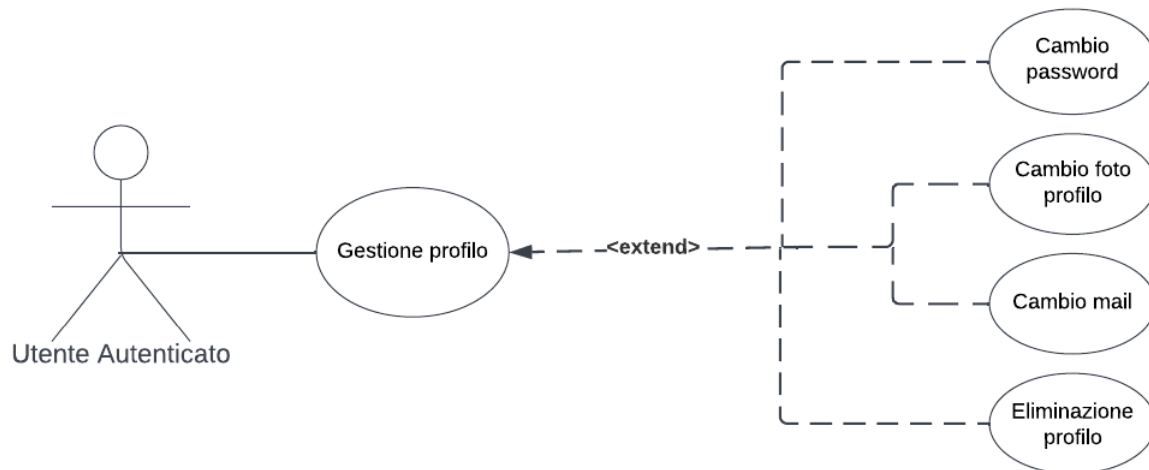 Cambio
password
Cambio foto
profilo
Gestione profilo
<extend>
Cambio mail
Utente Autenticato
Eliminazione
profilo